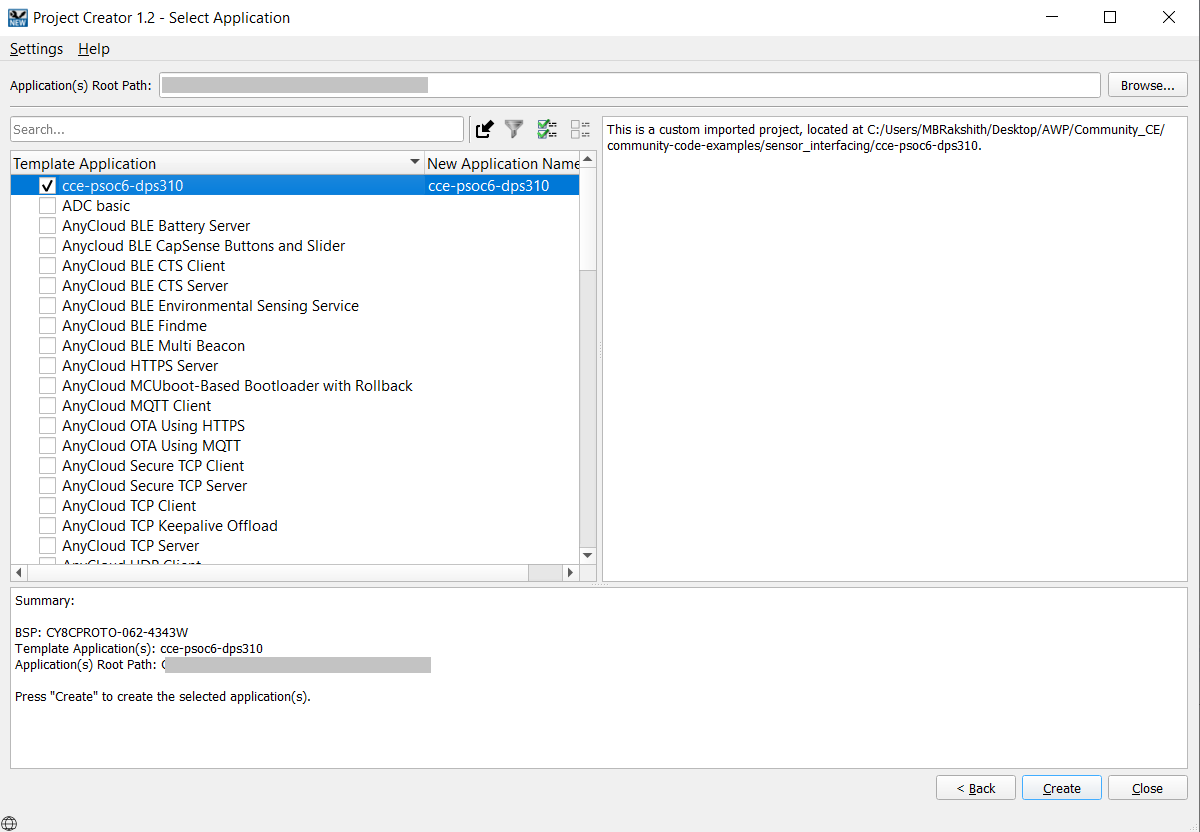 NEW
Project Creator 1.2 - Select Application
Settings Help
Application(s) Root Path:
Browse...
Search...
Template Application New Application Name
cce-psoc6-dps310 cce-psoc6-dps310
ADC basic
AnyCloud BLE Battery Server
Anycloud BLE CapSense Buttons and Slider
AnyCloud BLE CTS Client
AnyCloud BLE CTS Server
AnyCloud BLE Environmental Sensing Service
AnyCloud BLE Findme
AnyCloud BLE Multi Beacon
AnyCloud HTTPS Server
AnyCloud MCUboot-Based Bootloader with Rollback
AnyCloud MQTT Client
AnyCloud OTA Using HTTPS
AnyCloud OTA Using MQTT
AnyCloud Secure TCP Client
AnyCloud Secure TCP Server
AnyCloud TCP Client
AnyCloud TCP Keepalive Offload
AnyCloud TCP Server
AnyCloud UDP Client
This is a custom imported project, located at C:/Users/MBRakshith/Desktop/AWP/Community_CE/
community-code-examples/sensor_interfacing/cce-psoc6-dps310.
Summary:
BSP: CY8CPROTO-062-4343W
Template Application(s): cce-psoc6-dps310
Application(s) Root Path:
Press "Create" to create the selected application(s).
< Back
Create
Close